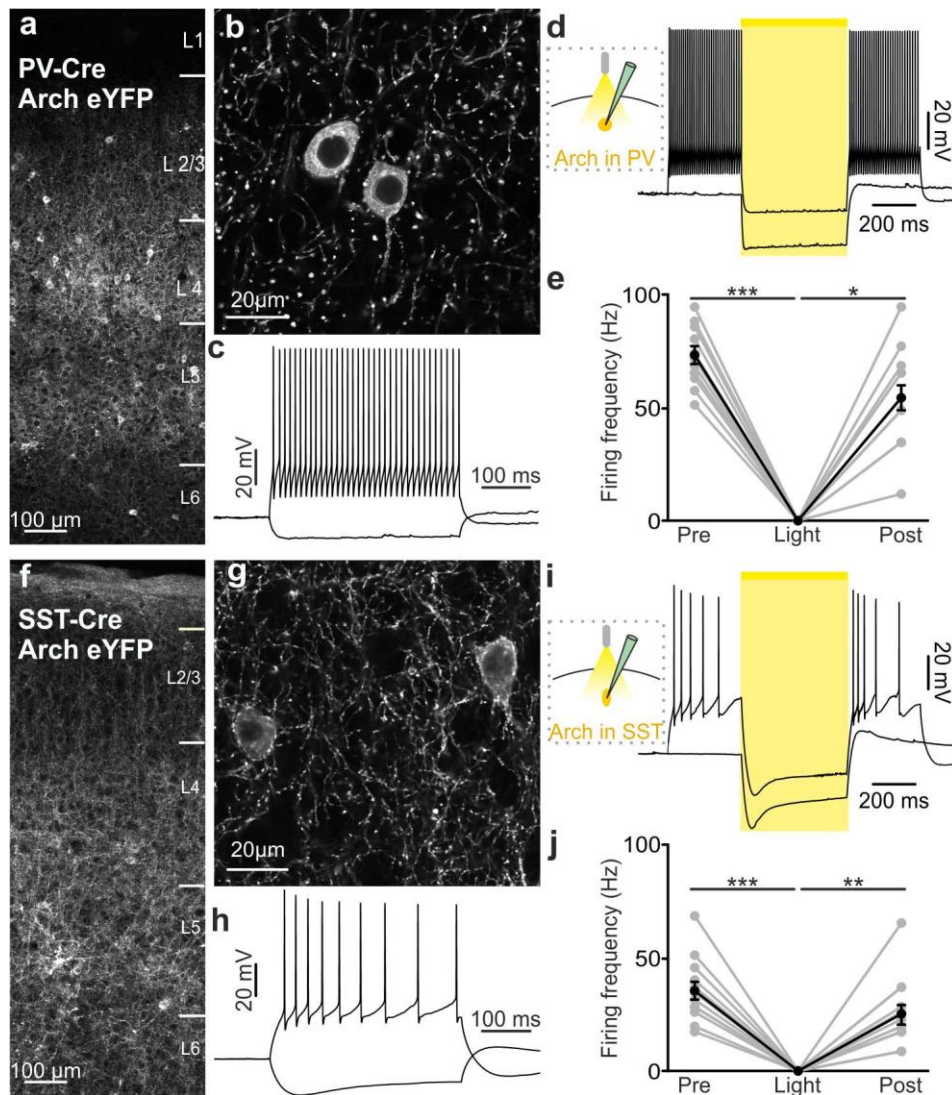 a
PV-Cre
Arch eYFP
L1
L 2/3
L 4
L5
L6
100 µm
b
20µm
c
20 mV
100 ms
d
Arch in PV
20 mV
200 ms
e
Firing frequency (Hz)
100
50
0
***
*
Pre
Light
Post
f
SST-Cre
Arch eYFP
L2/3
L4
L5
L6
100 µm
g
20µm
h
20 mV
100 ms
i
Arch in SST
20 mV
200 ms
j
Firing frequency (Hz)
100
50
0
***
**
Pre
Light
Post